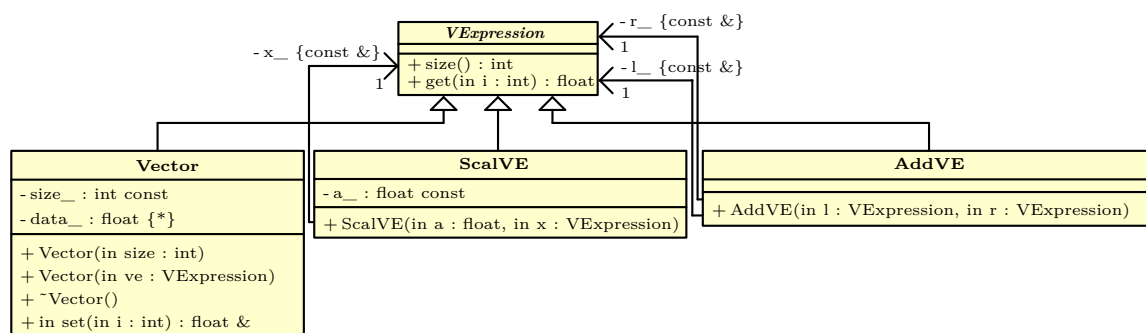 VExpression
+ size() : int
+ get(in i : int) : float
- x_ {const &}
1
- r_ {const &}
1
- l_ {const &}
1
Vector
- size_ : int const
- data_ : float {*}
+ Vector(in size : int)
+ Vector(in ve : VExpression)
+ ~Vector()
+ in set(in i : int) : float &
ScalVE
- a_ : float const
+ ScalVE(in a : float, in x : VExpression)
AddVE
+ AddVE(in l : VExpression, in r : VExpression)